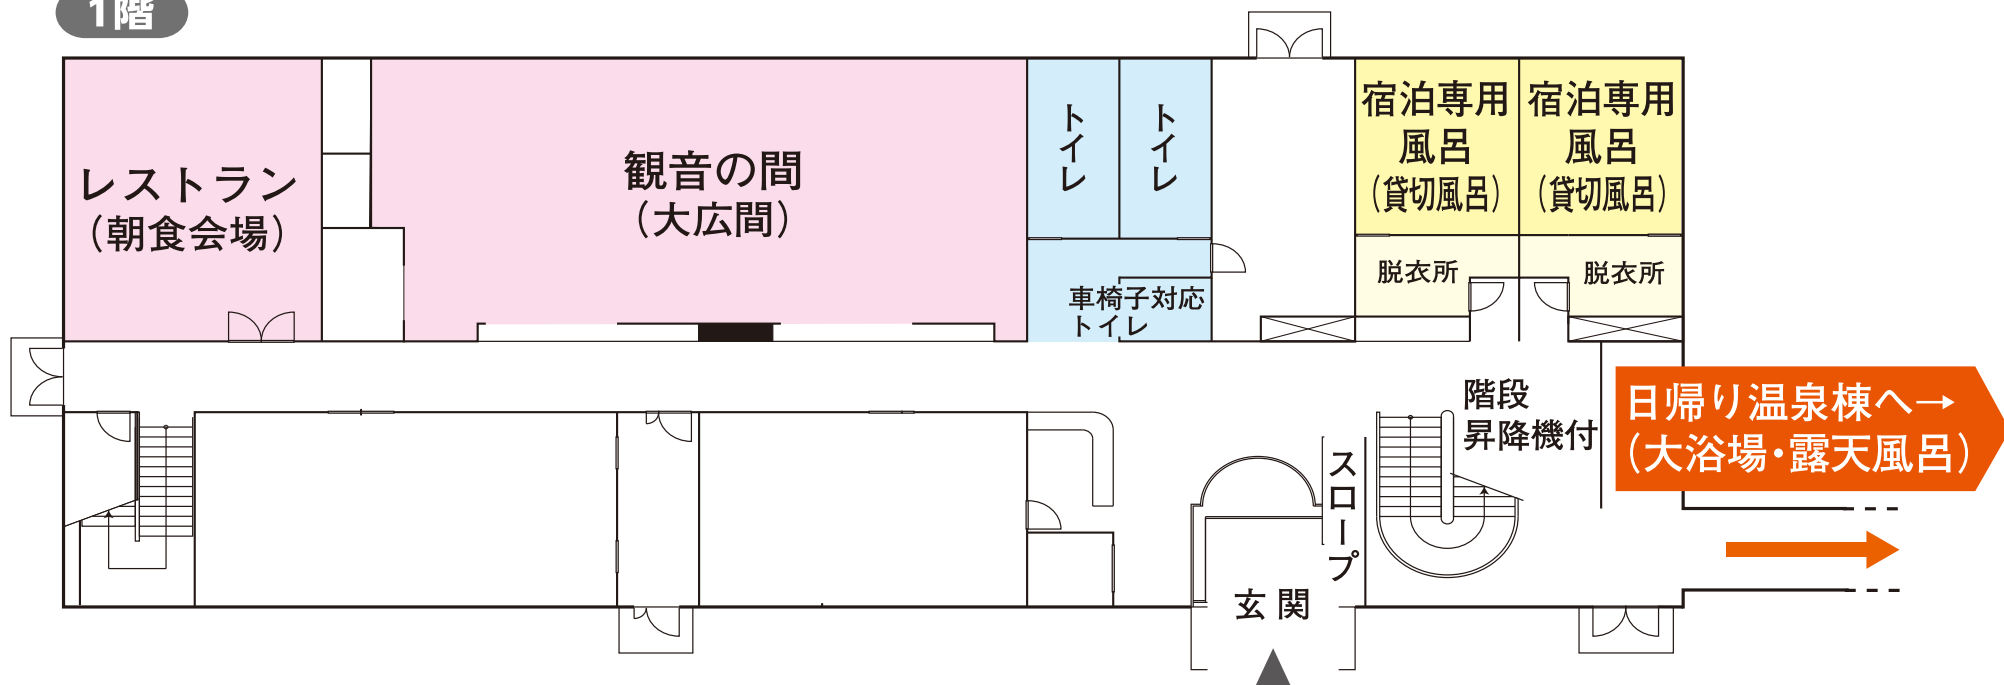 1階
レストラン
（朝食会場）
観音の間
（大広間）
トイレ
トイレ
車椅子対応
トイレ
宿泊専用
風呂
（貸切風呂）
脱衣所
宿泊専用
風呂
（貸切風呂）
脱衣所
階段
昇降機付
日帰り温泉棟へ→
（大浴場・露天風呂）
スロープ
玄関